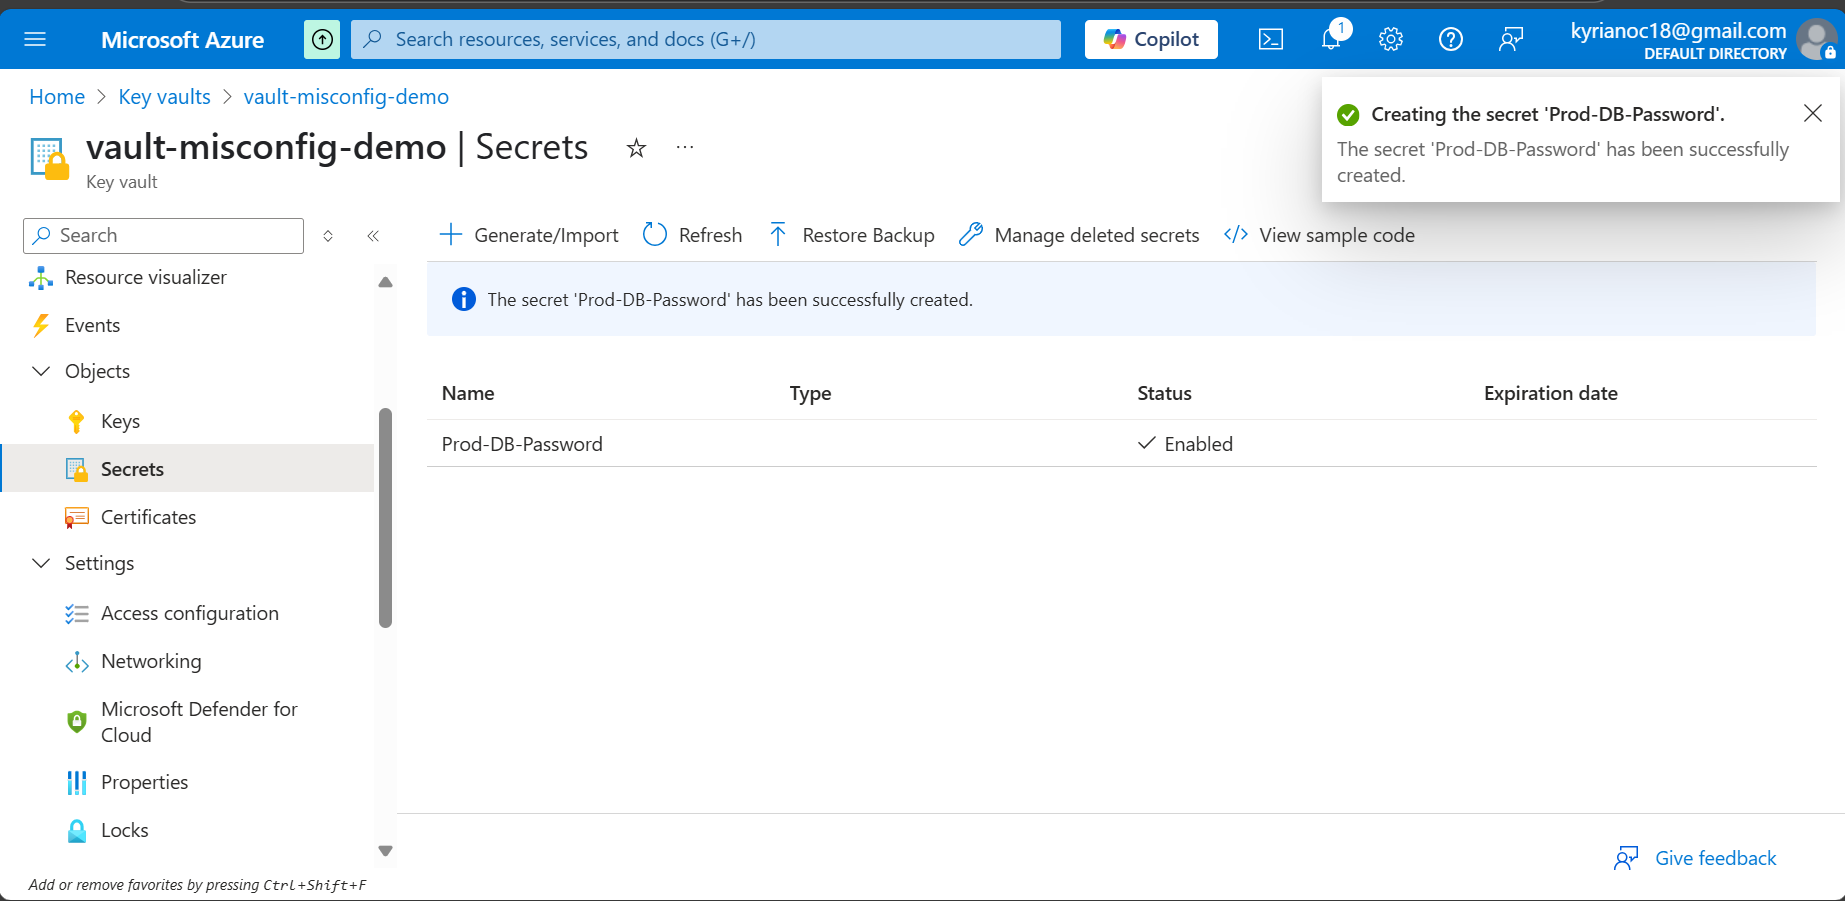 Microsoft Azure
Search resources, services, and docs (G+/)
Copilot
1
kyrianoc18@gmail.com
DEFAULT DIRECTORY
Home > Key vaults > vault-misconfig-demo
Creating the secret 'Prod-DB-Password'.
The secret 'Prod-DB-Password' has been successfully
created.
vault-misconfig-demo | Secrets
Key vault
Search
Generate/Import
Refresh
Restore Backup
Manage deleted secrets
View sample code
Resource visualizer
Events
Objects
Keys
Secrets
Certificates
Settings
Access configuration
Networking
Microsoft Defender for
Cloud
Properties
Locks
Add or remove favorites by pressing Ctrl+Shift+F
The secret 'Prod-DB-Password' has been successfully created.
Name Type Status Expiration date
Prod-DB-Password Enabled
Give feedback